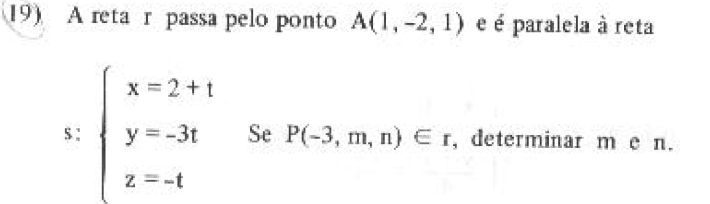 19) A reta r passa pelo ponto A(1, -2, 1) e é paralela à reta
x = 2 + t
s: y = -3t Se P(-3, m, n) ∈ r, determinar m e n.
z = -t